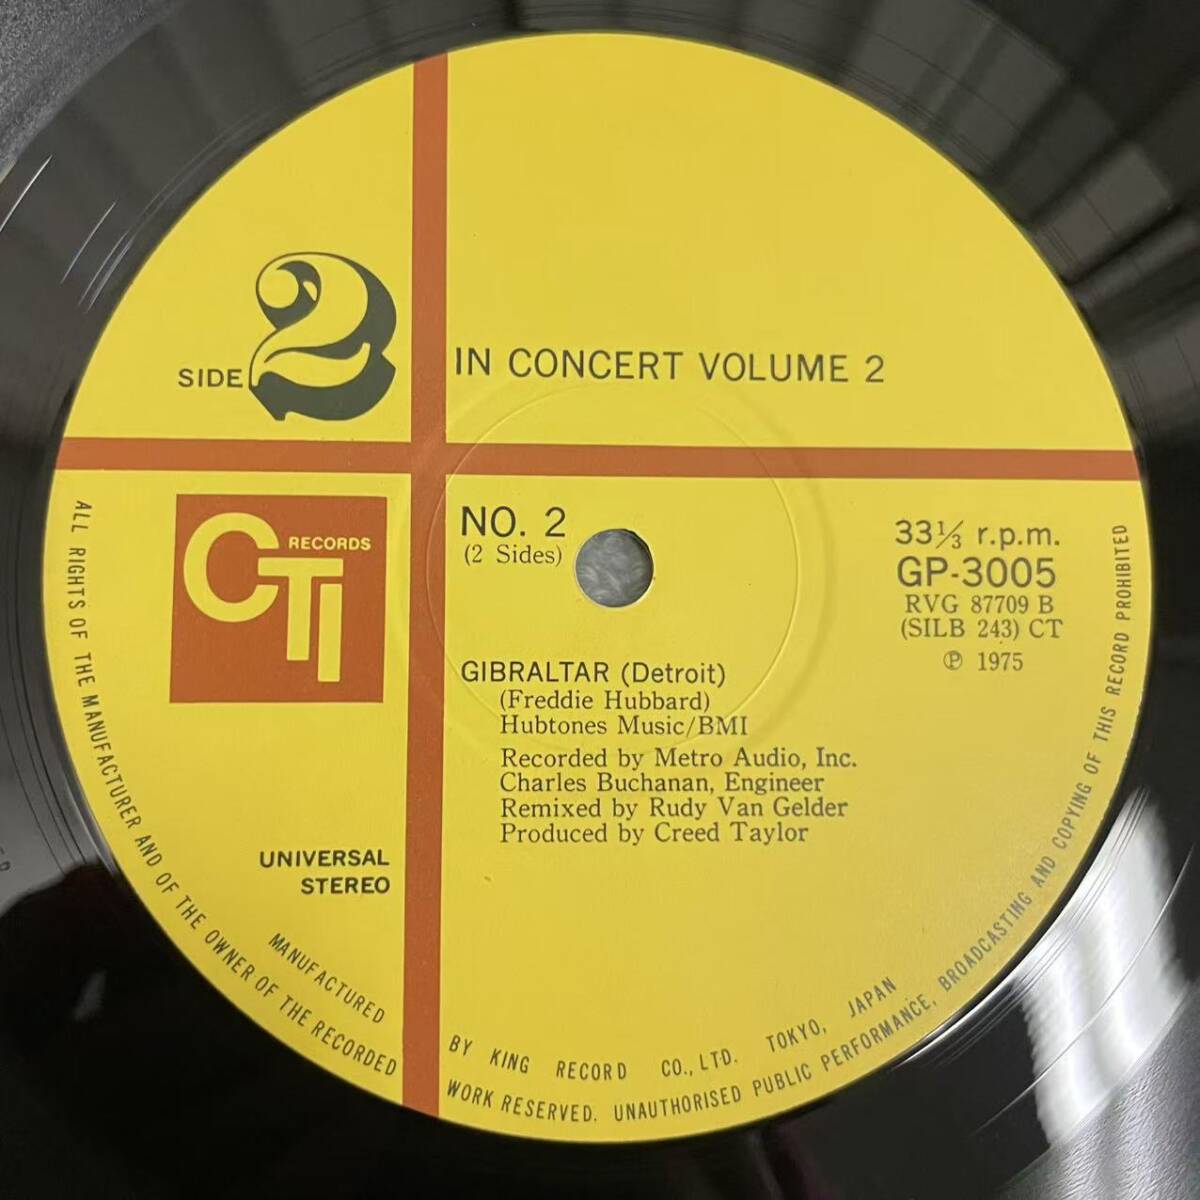 SIDE 2
IN CONCERT VOLUME 2
CTI RECORDS
NO. 2
(2 Sides)
33⅓ r.p.m.
GP-3005
RVG 87709 B
(SILB 243) CT
℗ 1975
GIBRALTAR (Detroit)
(Freddie Hubbard)
Hubtones Music/BMI
Recorded by Metro Audio, Inc.
Charles Buchanan, Engineer
Remixed by Rudy Van Gelder
Produced by Creed Taylor
UNIVERSAL
STEREO
MANUFACTURED BY KING RECORD CO., LTD. TOKYO, JAPAN
ALL RIGHTS OF THE MANUFACTURER AND OF THE OWNER OF THE RECORDED WORK RESERVED. UNAUTHORISED PUBLIC PERFORMANCE, BROADCASTING AND COPYING OF THIS RECORD PROHIBITED